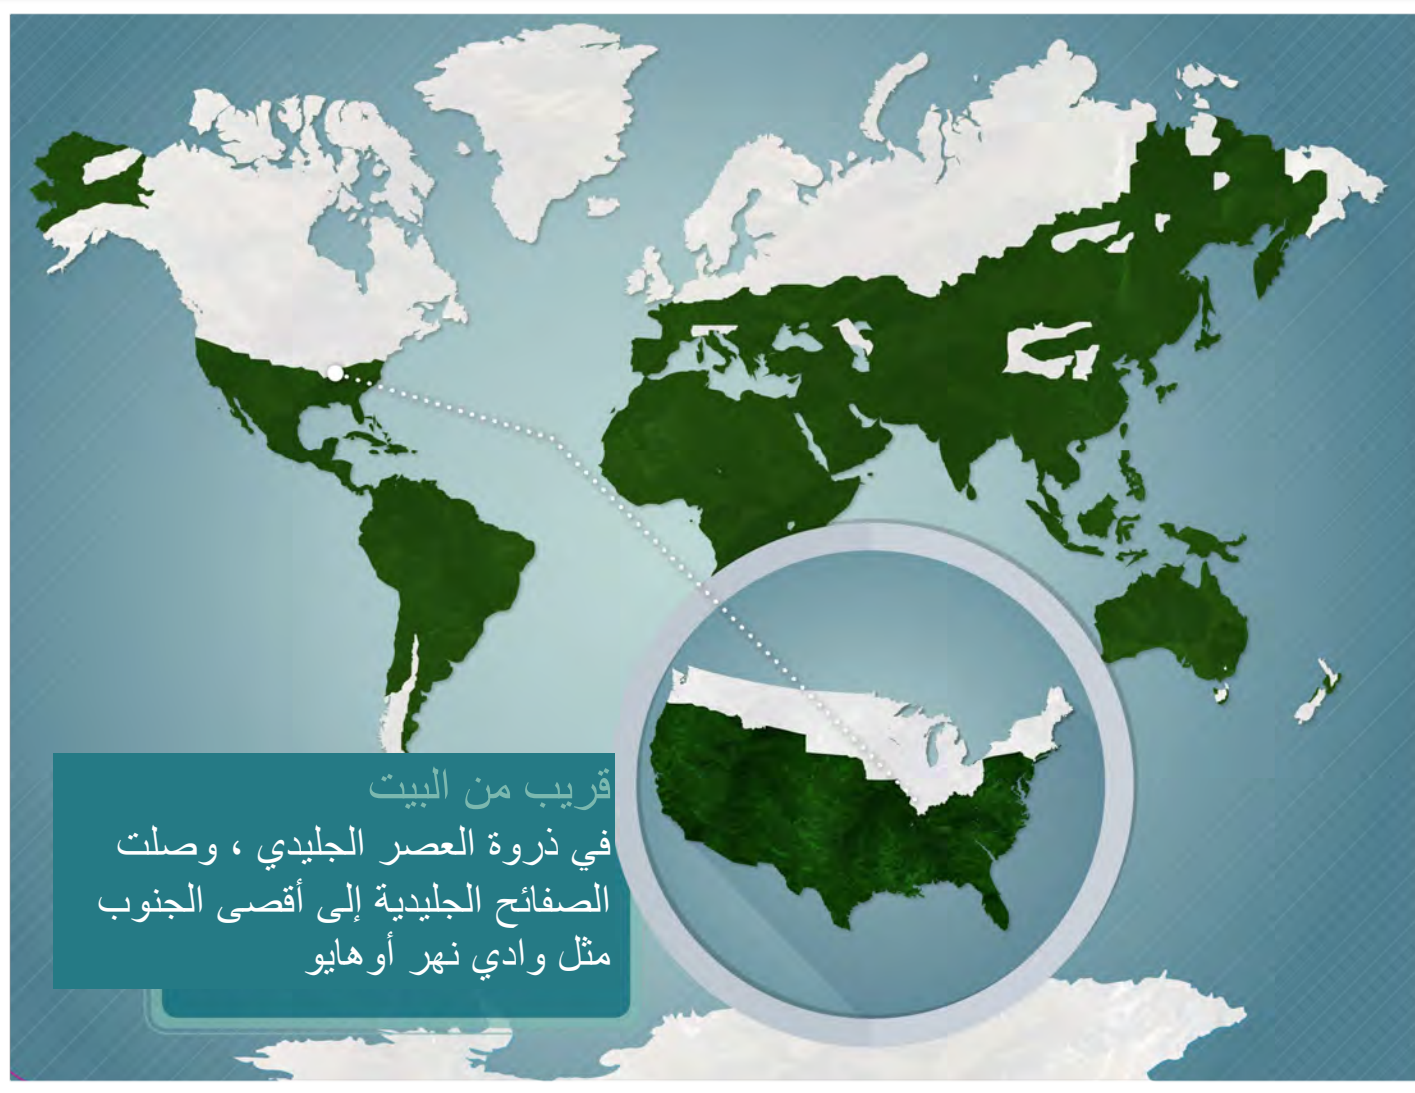 قريب من البيت
في ذروة العصر الجليدي ، وصلت
الصفائح الجليدية إلى أقصى الجنوب
مثل وادي نهر أوهايو